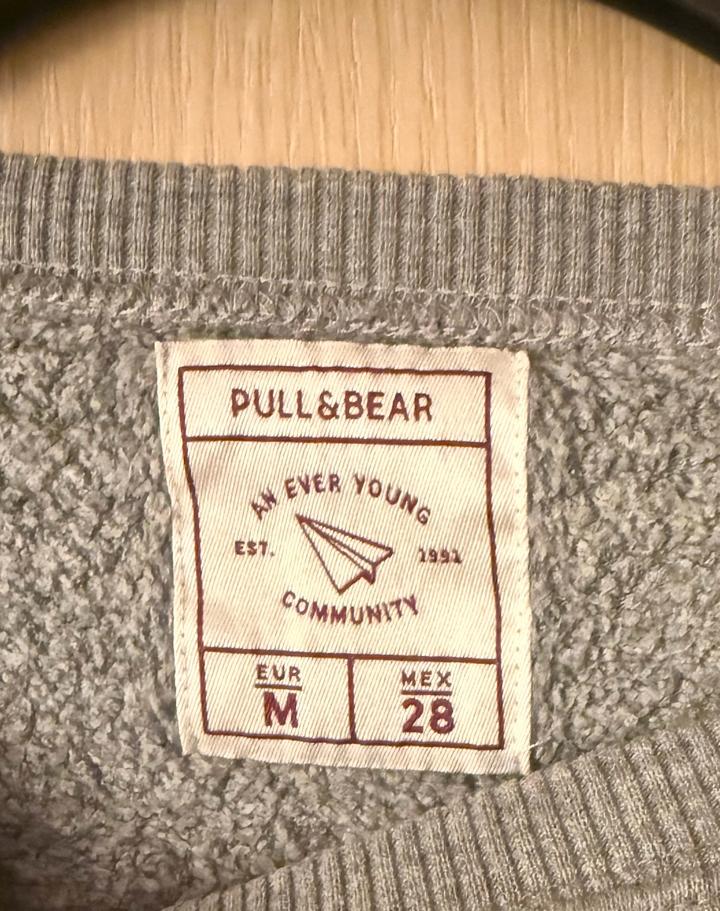 PULL&BEAR
AN EVER YOUNG
EST. 1991
COMMUNITY
EUR MEX
M 28